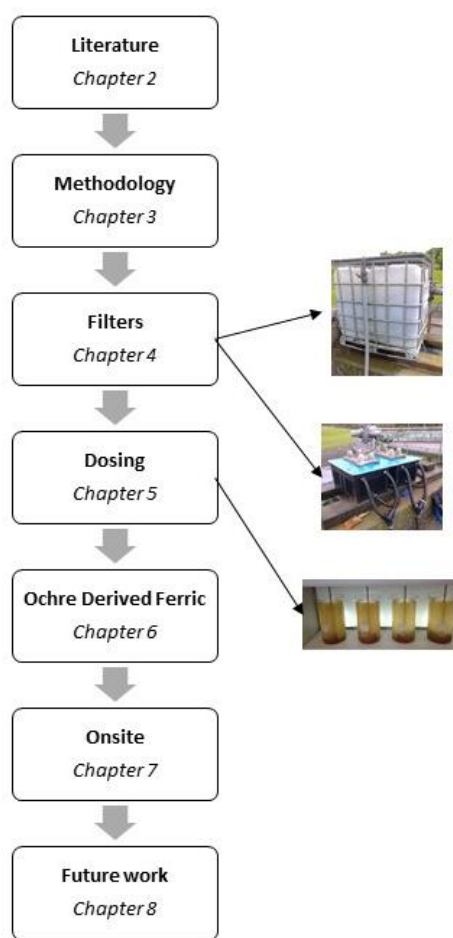 Literature
Chapter 2
Methodology
Chapter 3
Filters
Chapter 4
Dosing
Chapter 5
Ochre Derived Ferric
Chapter 6
Onsite
Chapter 7
Future work
Chapter 8